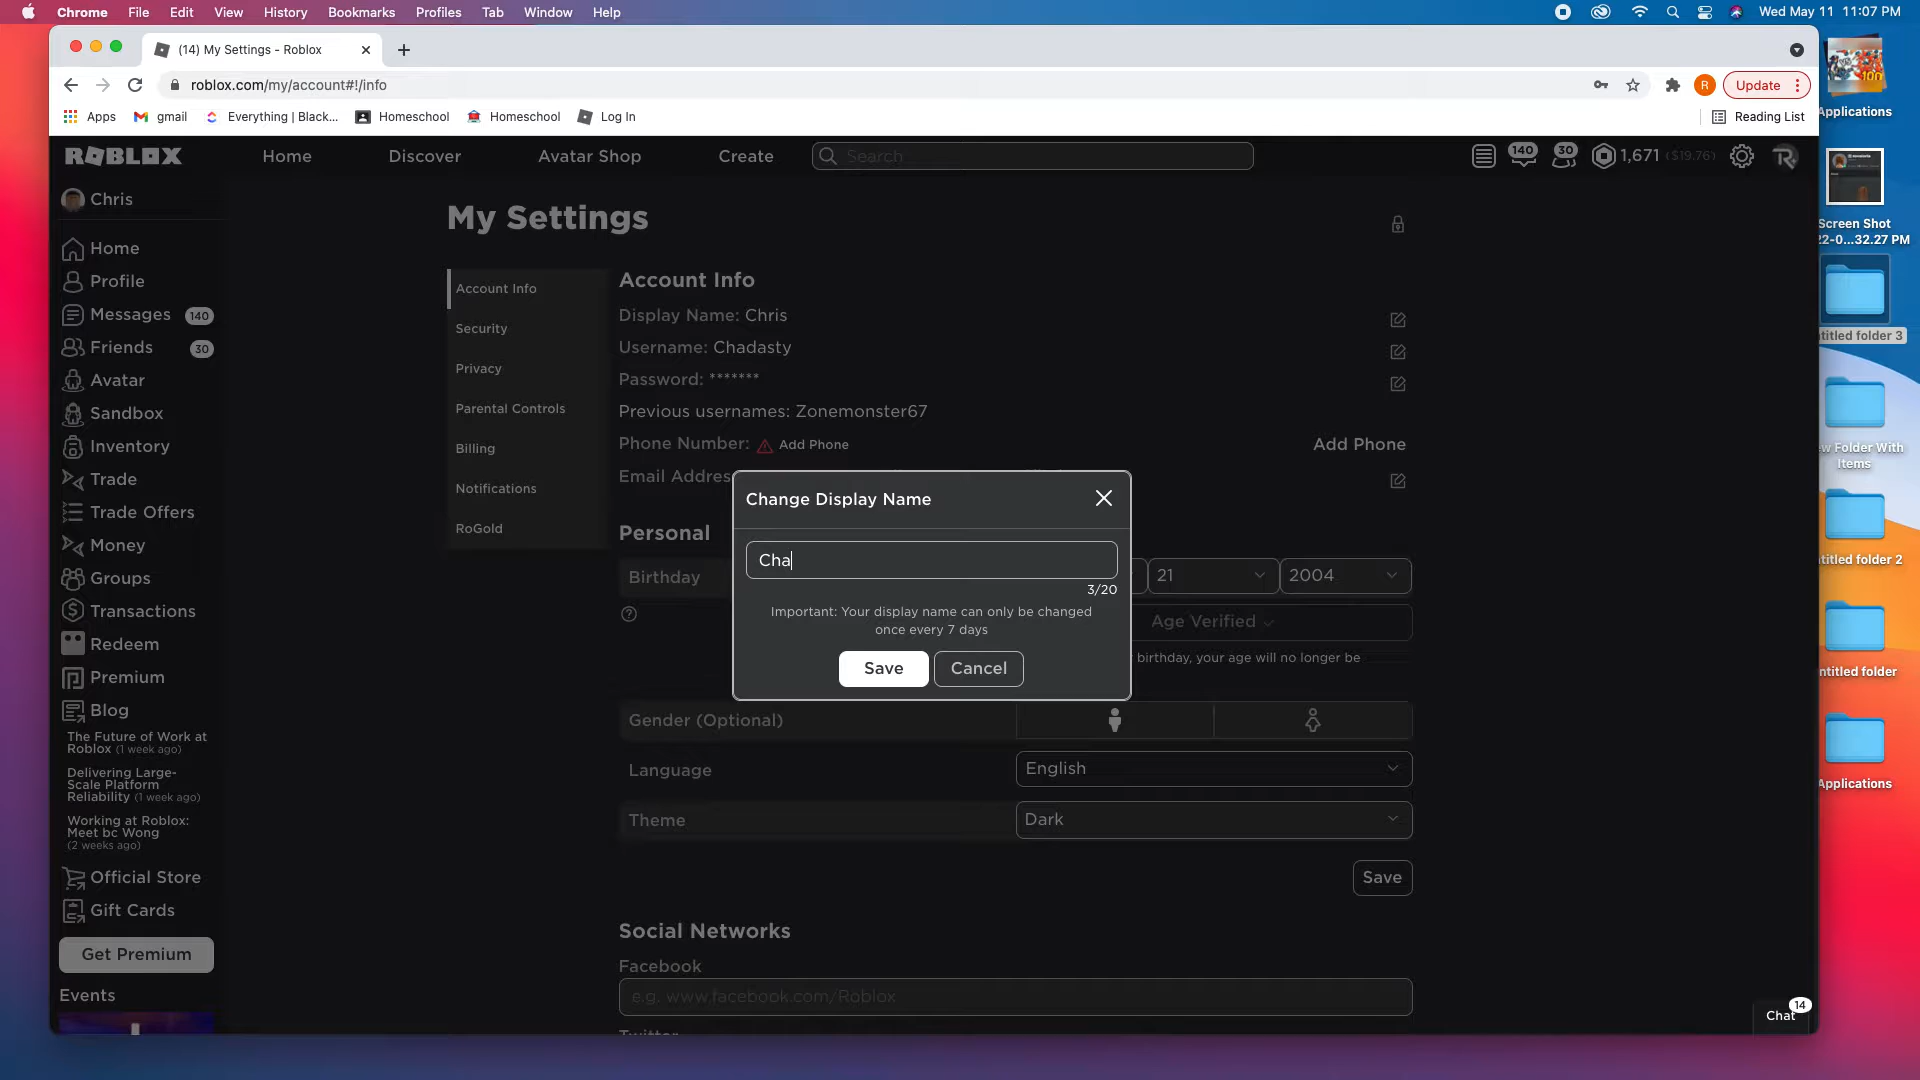 Chrome File Edit View History Bookmarks Profiles Tab Window Help Wed May 11 11:07 PM
(14) My Settings - Roblox
roblox.com/my/account#!/info R Update
Apps gmail Everything | Black... Homeschool Homeschool Log In Reading List
ROBLOX Home Discover Avatar Shop Create Search 140 30 1,671 ($19.76)
Chris
Home
Profile
Messages 140
Friends 30
Avatar
Sandbox
Inventory
Trade
Trade Offers
Money
Groups
Transactions
Redeem
Premium
Blog
The Future of Work at
Roblox (1 week ago)
Delivering Large-
Scale Platform
Reliability (1 week ago)
Working at Roblox:
Meet bc Wong
(2 weeks ago)
Official Store
Gift Cards
Get Premium
Events
My Settings
Account Info
Security
Privacy
Parental Controls
Billing
Notifications
RoGold
Account Info
Display Name: Chris
Username: Chadasty
Password: *******
Previous usernames: Zonemonster67
Phone Number: Add Phone Add Phone
Email Addres
Personal
Birthday 21 2004
Age Verified
birthday, your age will no longer be
Gender (Optional)
Language English
Theme Dark
Save
Social Networks
Facebook
e.g. www.facebook.com/Roblox
Twitter
Change Display Name
Cha
3/20
Important: Your display name can only be changed
once every 7 days
Save Cancel
Chat 14
100
Applications
Screen Shot
22-0...32.27 PM
titled folder 3
w Folder With
Items
titled folder 2
ntitled folder
Applications